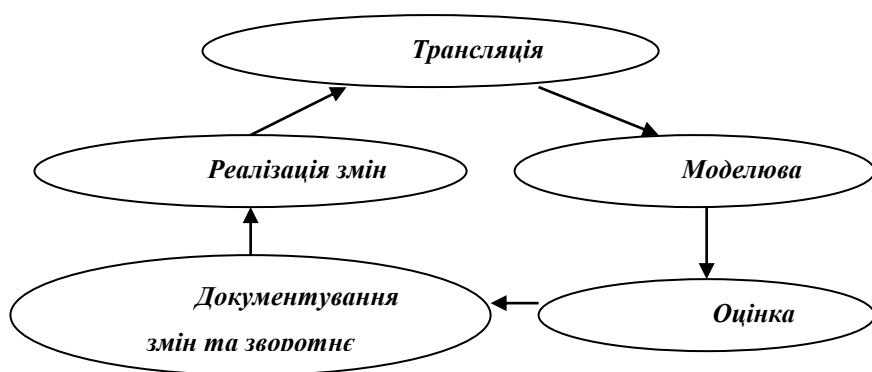 Трансляція
Реалізація змін
Моделюва
Документування
змін та зворотнє
Оцінка